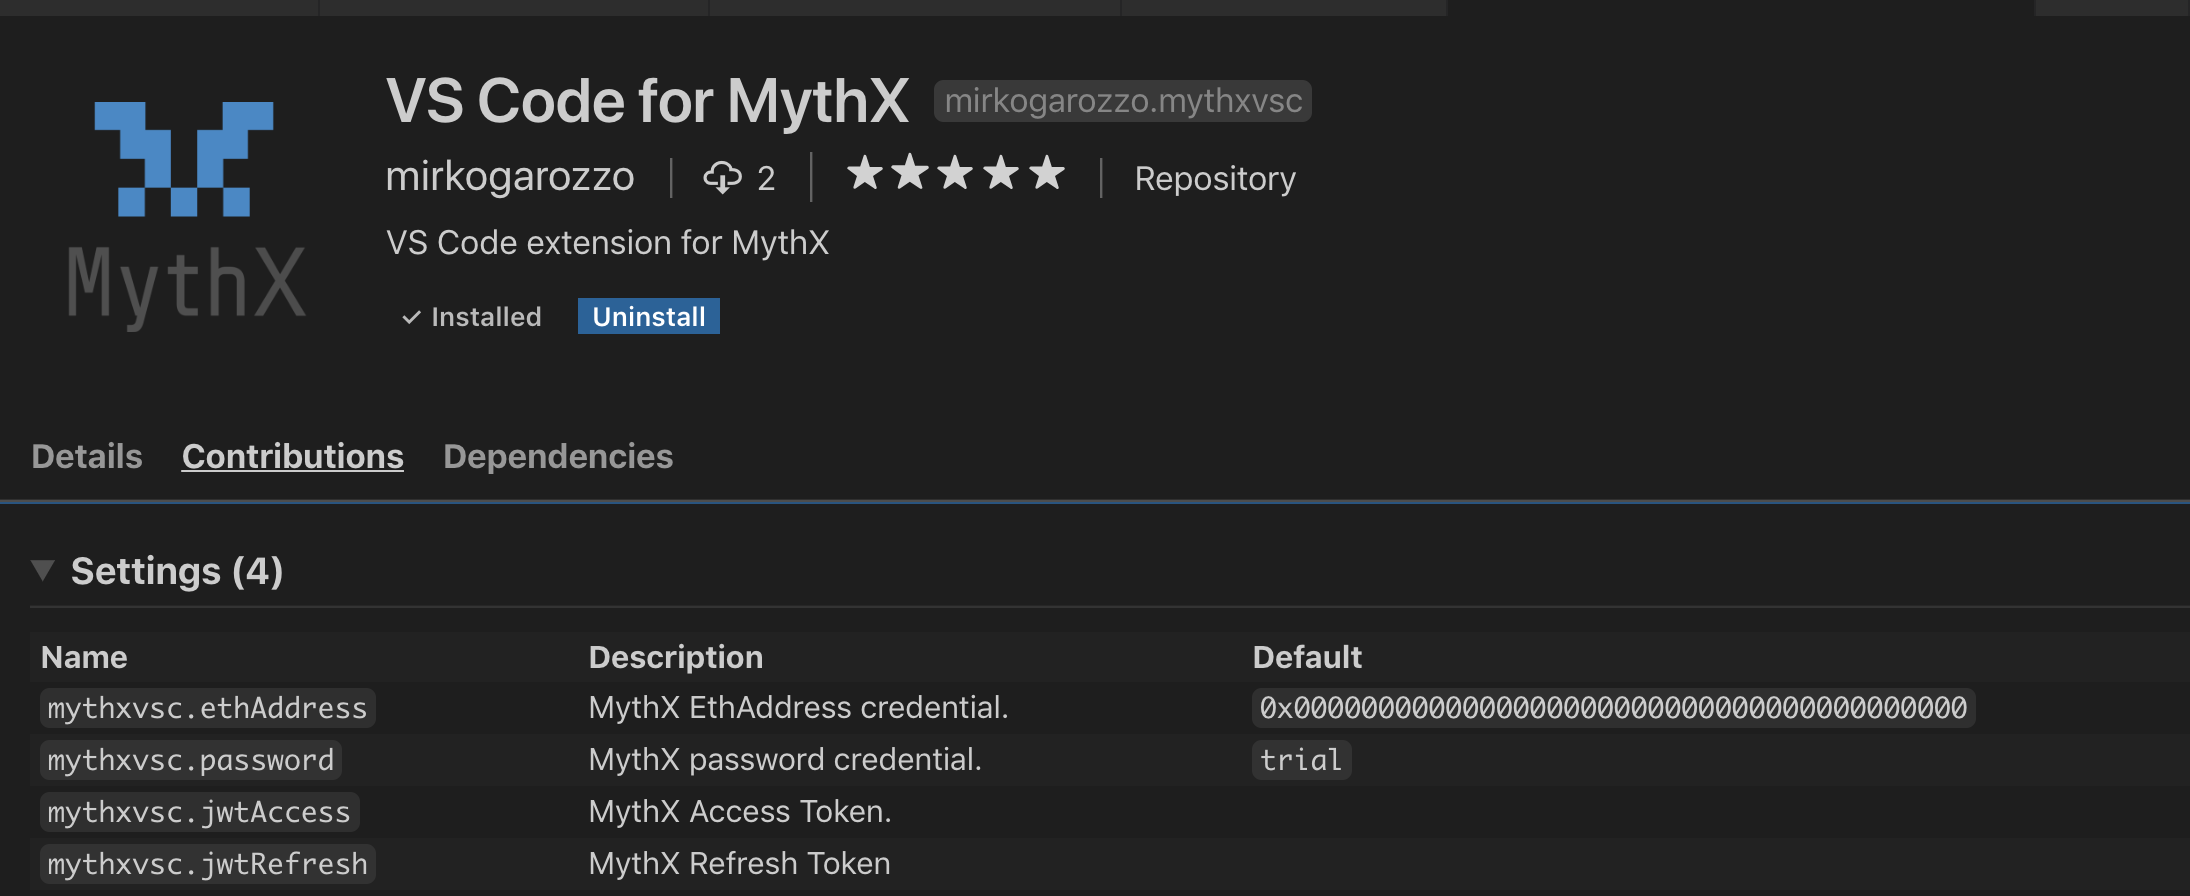 VS Code for MythX mirkogarozzo.mythxvsc
mirkogarozzo | 2 | ★★★★★ | Repository
VS Code extension for MythX
MythX
✓ Installed Uninstall
Details Contributions Dependencies
Settings (4)
Name Description Default
mythxvsc.ethAddress MythX EthAddress credential. 0x0000000000000000000000000000000000000000
mythxvsc.password MythX password credential. trial
mythxvsc.jwtAccess MythX Access Token.
mythxvsc.jwtRefresh MythX Refresh Token